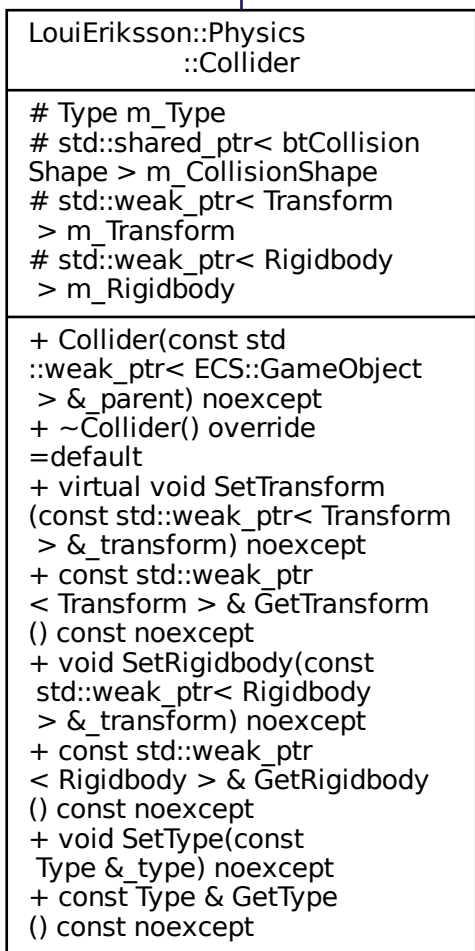 LouiEriksson::Physics
::Collider
# Type m_Type
# std::shared_ptr< btCollision
Shape > m_CollisionShape
# std::weak_ptr< Transform
> m_Transform
# std::weak_ptr< Rigidbody
> m_Rigidbody
+ Collider(const std
::weak_ptr< ECS::GameObject
> &_parent) noexcept
+ ~Collider() override
=default
+ virtual void SetTransform
(const std::weak_ptr< Transform
> &_transform) noexcept
+ const std::weak_ptr
< Transform > & GetTransform
() const noexcept
+ void SetRigidbody(const
std::weak_ptr< Rigidbody
> &_transform) noexcept
+ const std::weak_ptr
< Rigidbody > & GetRigidbody
() const noexcept
+ void SetType(const
Type &_type) noexcept
+ const Type & GetType
() const noexcept